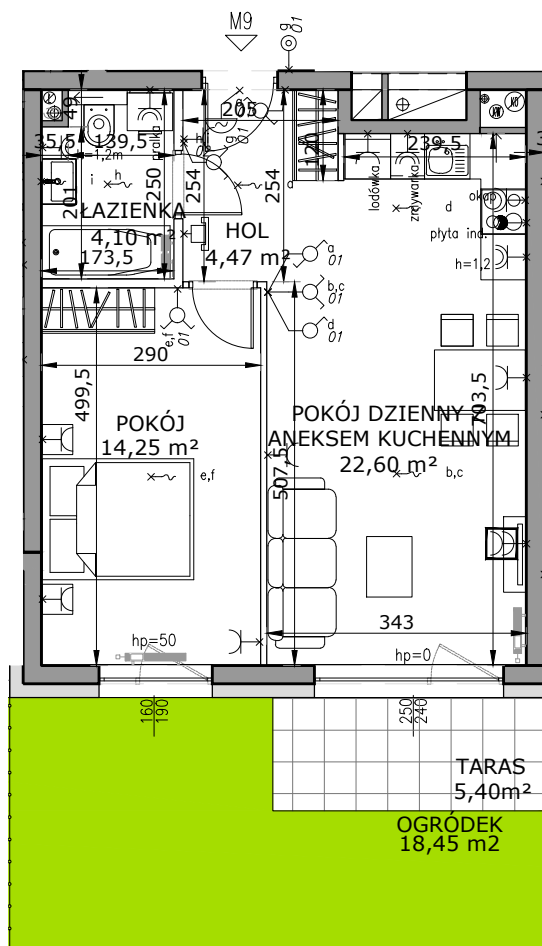 M9
g
01
49
205
35,5
139,5
239,5
h=1,2m
pralka
g
01
120
i
h
250
254
254
a
201
lodówka
zmywarka
d
okap
płyta ind.
h=1,2
ŁAZIENKA
4,10 m²
HOL
4,47 m²
173,5
a
01
b,c
01
d
01
e,f
01
290
499,5
703,5
POKÓJ
14,25 m²
POKÓJ DZIENNY Z
ANEKSEM KUCHENNYM
22,60 m²
507,5
e,f
b,c
343
hp=50
hp=0
160
190
250
240
TARAS
5,40m²
OGRÓDEK
18,45 m2